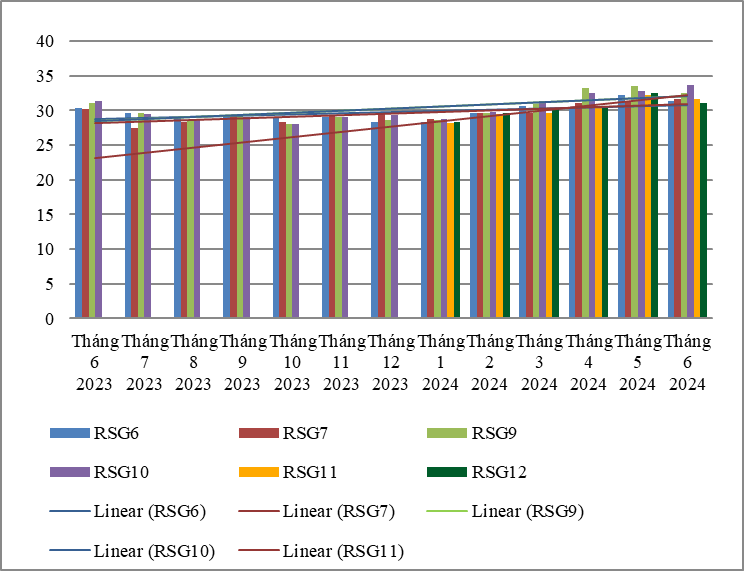 40
35
30
25
20
15
10
5
0
Tháng Tháng Tháng Tháng Tháng Tháng Tháng Tháng Tháng Tháng Tháng Tháng Tháng
6 7 8 9 10 11 12 1 2 3 4 5 6
2023 2023 2023 2023 2023 2023 2023 2024 2024 2024 2024 2024 2024
RSG6 RSG7 RSG9
RSG10 RSG11 RSG12
Linear (RSG6) Linear (RSG7) Linear (RSG9)
Linear (RSG10) Linear (RSG11)